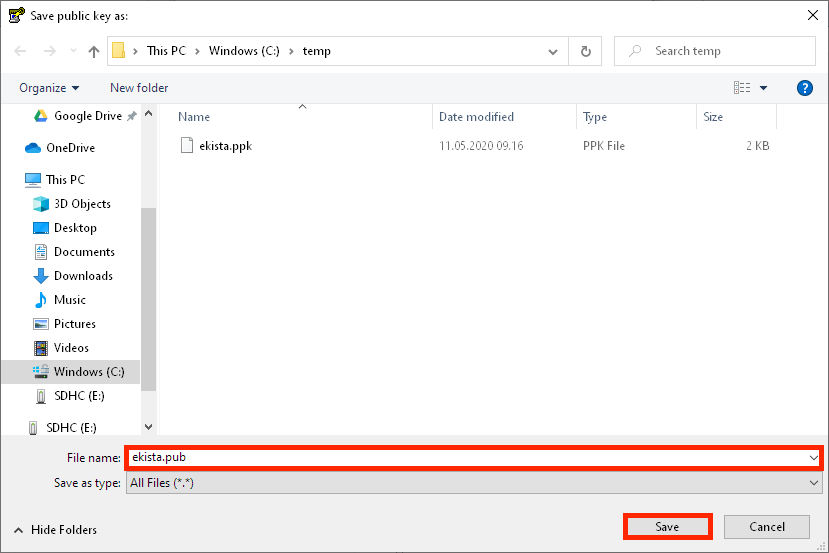 Save public key as:
This PC Windows (C:) temp Search temp
Organize New folder
Google Drive
OneDrive
This PC
3D Objects
Desktop
Documents
Downloads
Music
Pictures
Videos
Windows (C:)
SDHC (E:)
SDHC (E:)
Name Date modified Type Size
ekista.ppk 11.05.2020 09.16 PPK File 2 KB
File name: ekista.pub
Save as type: All Files (*.*)
Hide Folders Save Cancel